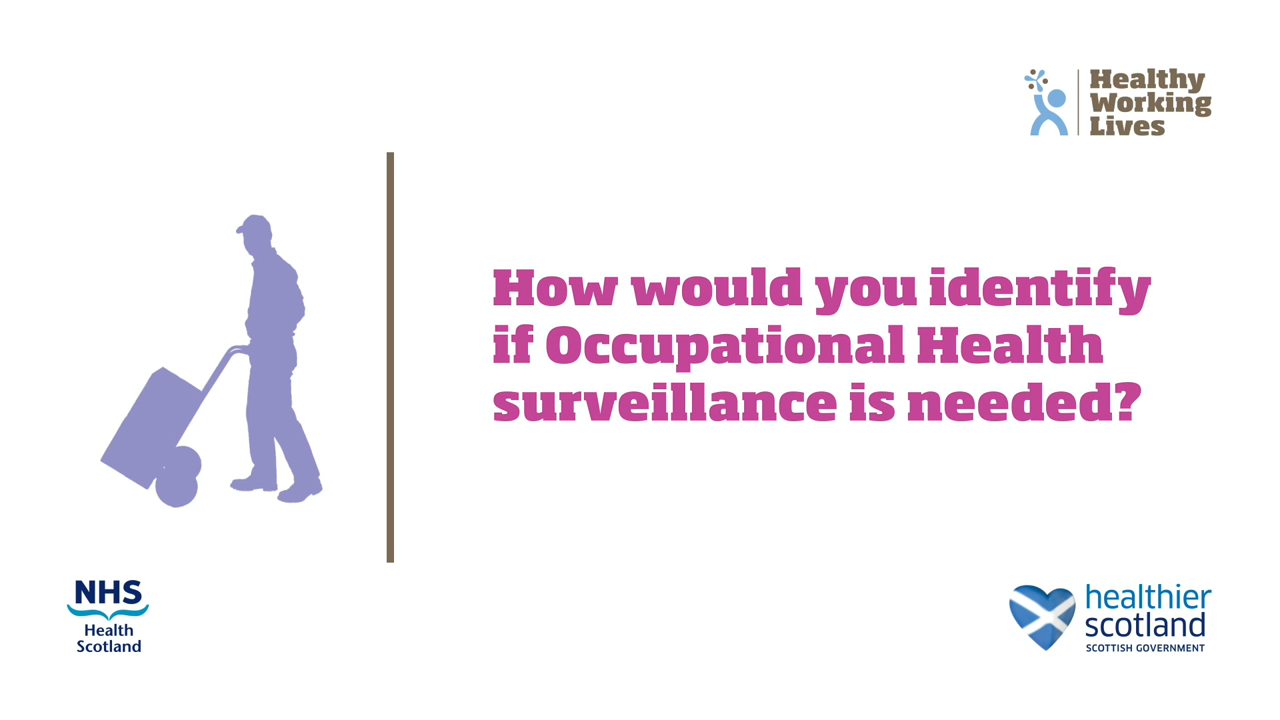 Healthy
Working
Lives
How would you identify
if Occupational Health
surveillance is needed?
NHS
Health
Scotland
healthier
scotland
SCOTTISH GOVERNMENT